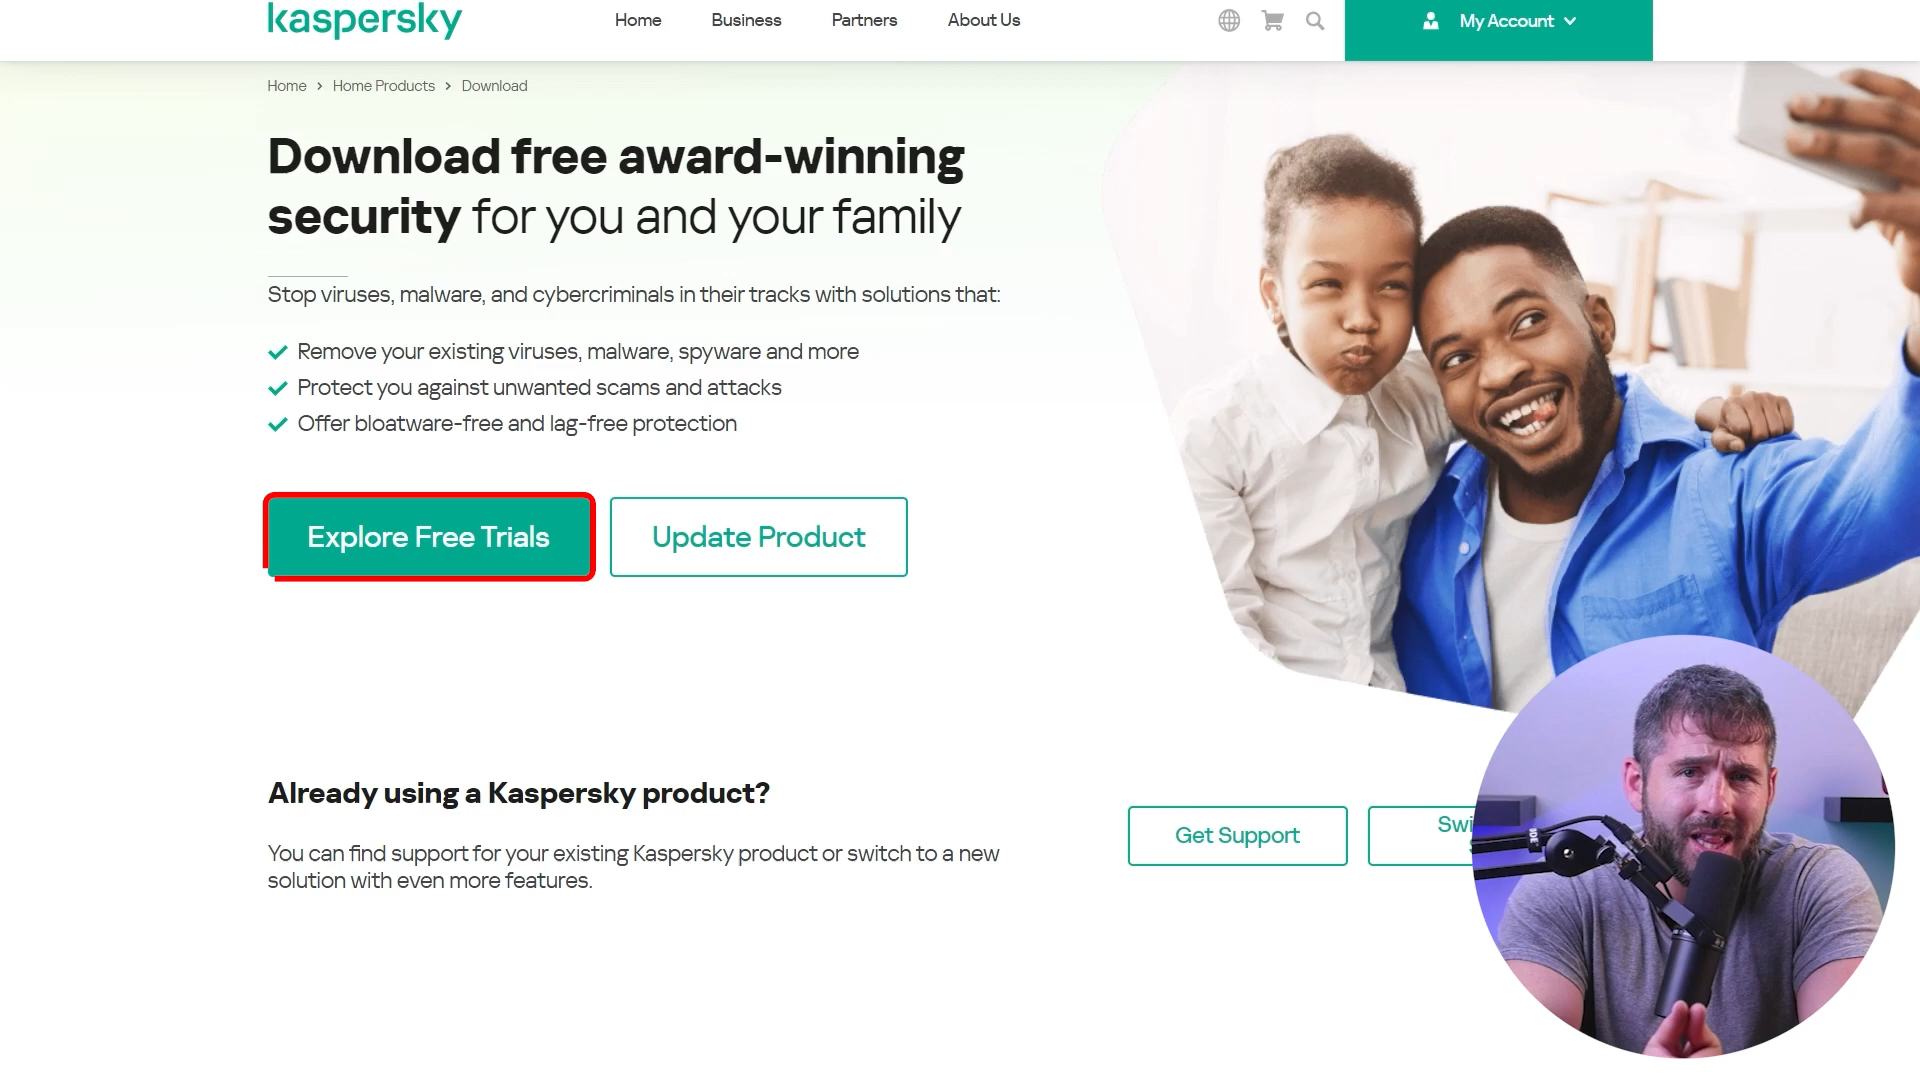 kaspersky
Home
Business
Partners
About Us
My Account
Home > Home Products > Download
Download free award-winning
security for you and your family
Stop viruses, malware, and cybercriminals in their tracks with solutions that:
Remove your existing viruses, malware, spyware and more
Protect you against unwanted scams and attacks
Offer bloatware-free and lag-free protection
Explore Free Trials
Update Product
Already using a Kaspersky product?
You can find support for your existing Kaspersky product or switch to a new
solution with even more features.
Get Support
Swi